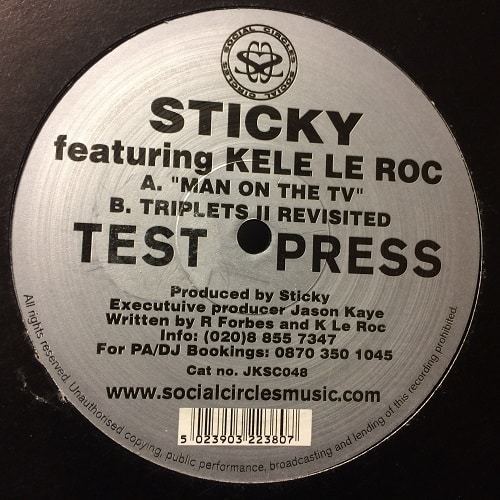 SOCIAL CIRCLES SOCIAL CIRCLES
STICKY
featuring KELE LE ROC
A. "MAN ON THE TV"
B. TRIPLETS II REVISITED
TEST PRESS
Produced by Sticky
Executuive producer Jason Kaye
Written by R Forbes and K Le Roc
Info: (020)8 855 7347
For PA/DJ Bookings: 0870 350 1045
Cat no. JKSC048
www.socialcirclesmusic.com
5 023903 223807
All rights reserved. Unauthorised copying, public performance, broadcasting and lending of this recording prohibited.